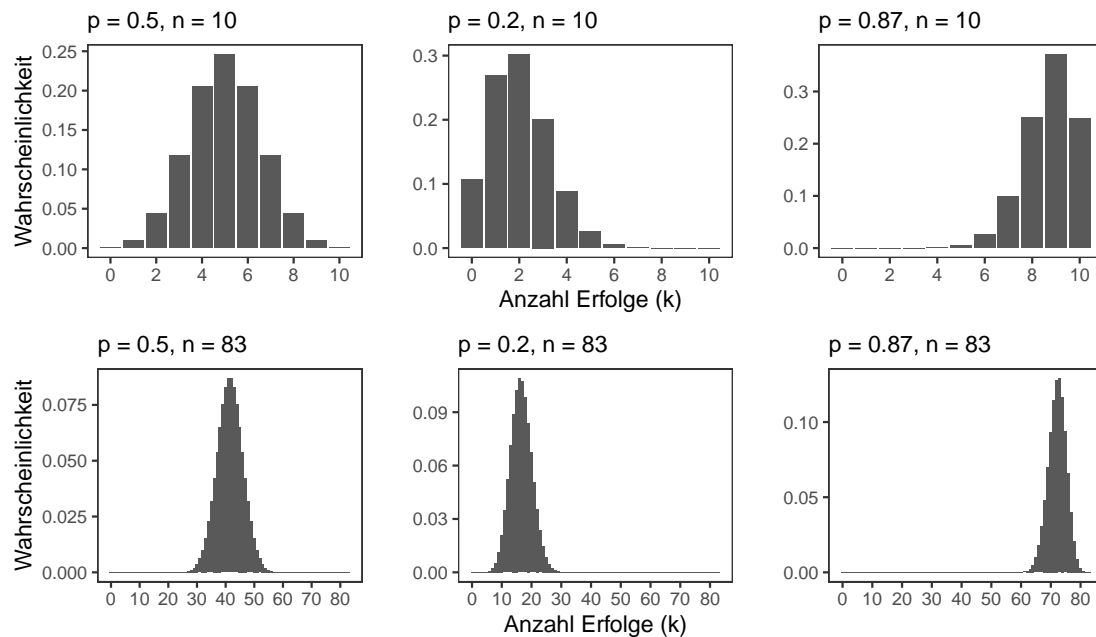 p = 0.5, n = 10
p = 0.2, n = 10
p = 0.87, n = 10
Wahrscheinlichkeit
0.25
0.20
0.15
0.10
0.05
0.00
0 2 4 6 8 10
0.3
0.2
0.1
0.0
0 2 4 6 8 10
0.3
0.2
0.1
0.0
0 2 4 6 8 10
Anzahl Erfolge (k)
p = 0.5, n = 83
p = 0.2, n = 83
p = 0.87, n = 83
Wahrscheinlichkeit
0.075
0.050
0.025
0.000
0 10 20 30 40 50 60 70 80
0.09
0.06
0.03
0.00
0 10 20 30 40 50 60 70 80
0.10
0.05
0.00
0 10 20 30 40 50 60 70 80
Anzahl Erfolge (k)